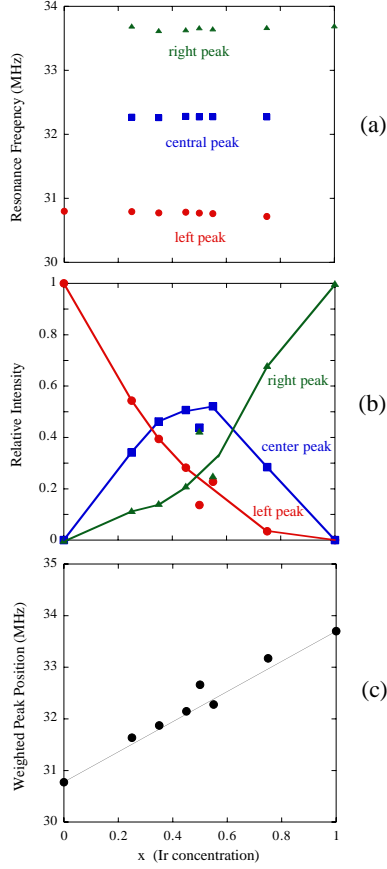 34
33
32
31
30
Resonance Freqency (MHz)
right peak
central peak
left peak
(a)
1
0.8
0.6
0.4
0.2
0
Relative Intensity
right peak
center peak
left peak
(b)
35
34
33
32
31
30
Weighted Peak Position (MHz)
(c)
0
0.2
0.4
0.6
0.8
1
x (Ir concentration)